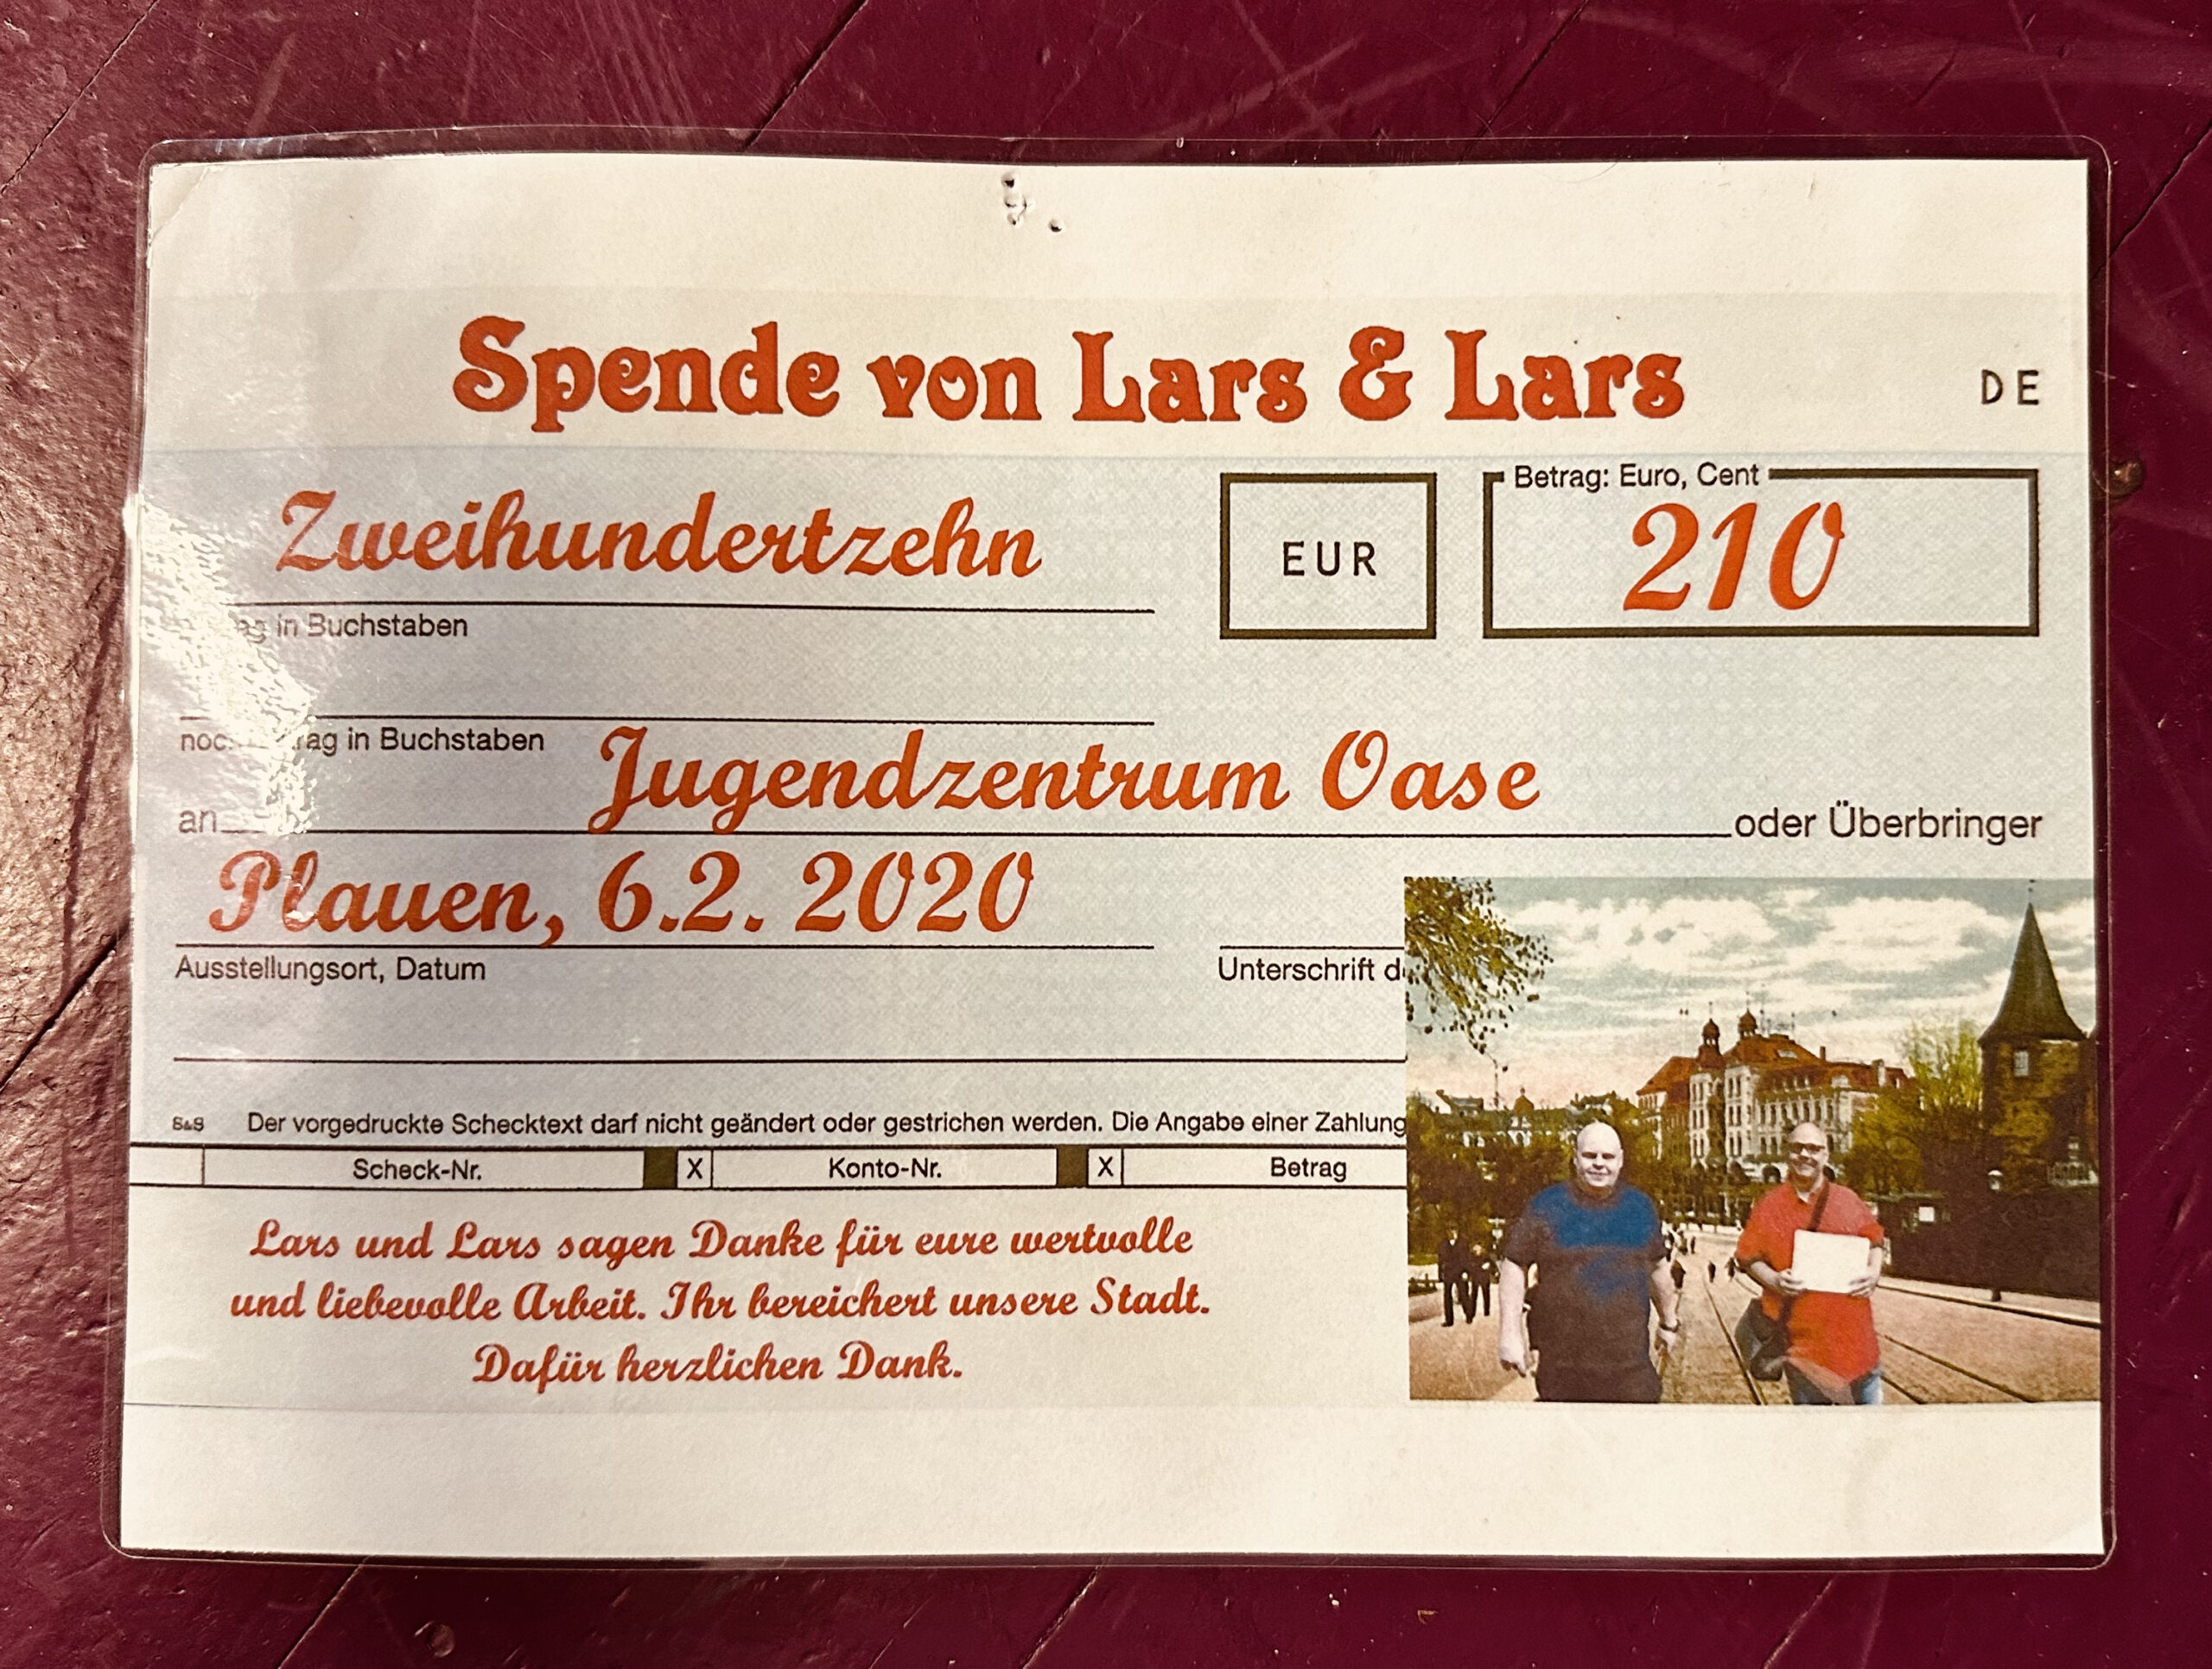 Spende von Lars & Lars
DE
Zweihundertzehn
EUR
Betrag: Euro, Cent
210
in Buchstaben
in Buchstaben
an
Jugendzentrum Oase
oder Überbringer
Plauen, 6.2. 2020
Ausstellungsort, Datum
Unterschrift
S&S
Der vorgedruckte Schecktext darf nicht geändert oder gestrichen werden. Die Angabe einer Zahlung
Scheck-Nr.
X
Konto-Nr.
X
Betrag
Lars und Lars sagen Danke für eure wertvolle
und liebevolle Arbeit. Ihr bereichert unsere Stadt.
Dafür herzlichen Dank.